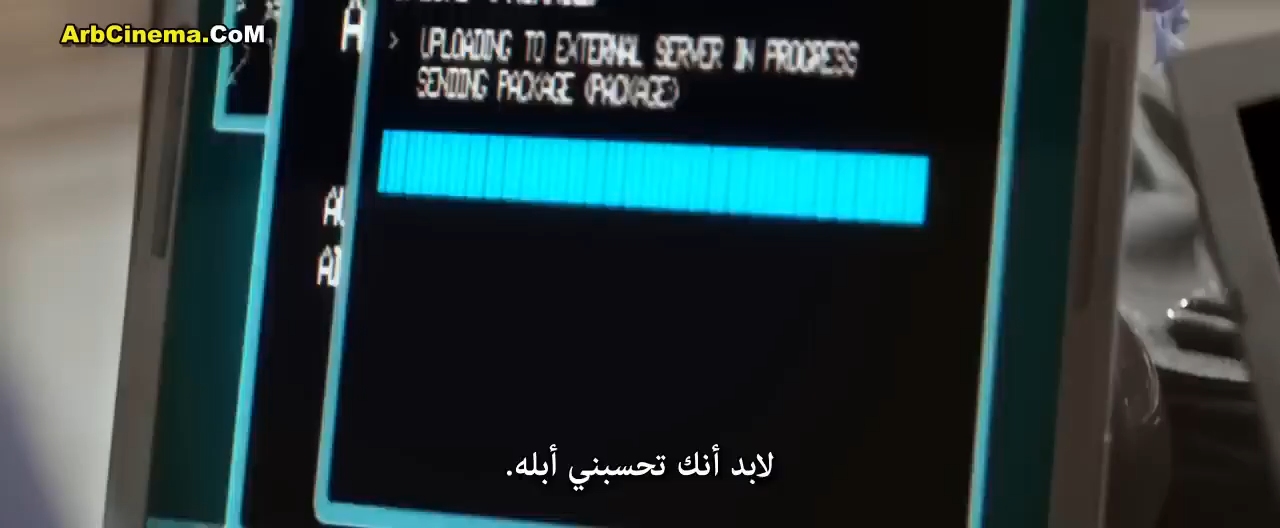 ArbCinema.CoM
> UPLOADING TO EXTERNAL SERVER IN PROGRESS
SENDING PACKAGE (PACKAGE)
لابد أنك تحسبني أبله.